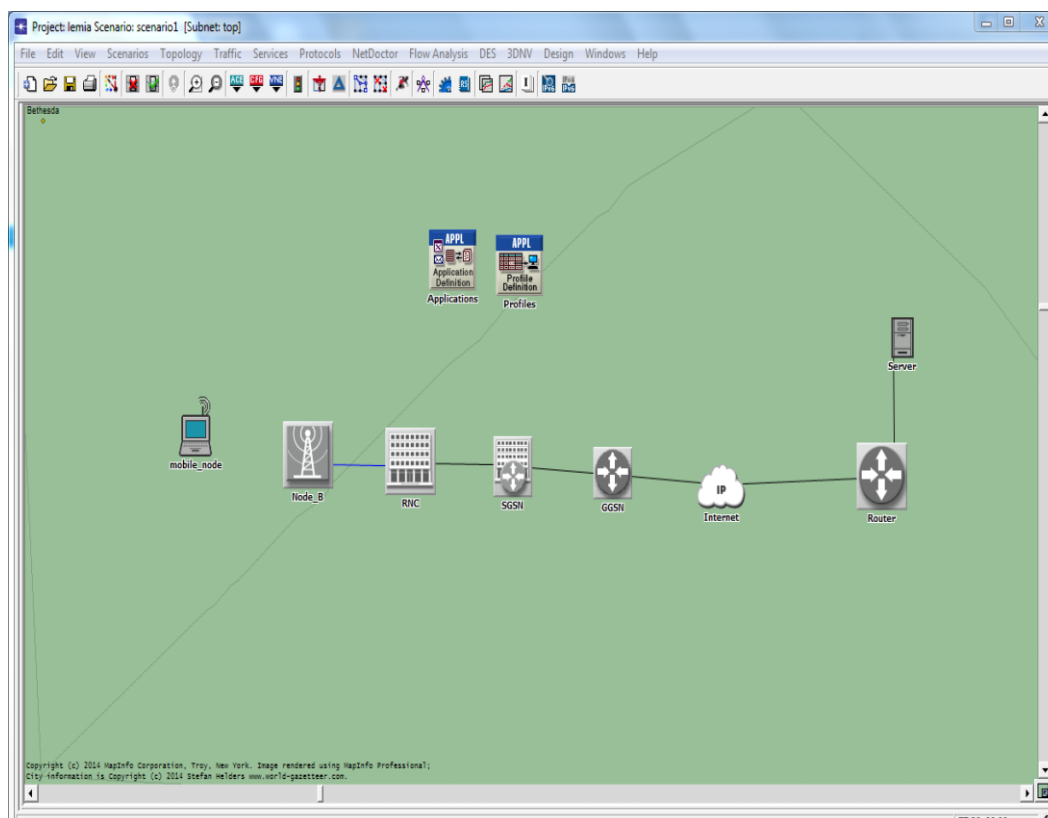 Project: lemia Scenario: scenario1 [Subnet: top]
File Edit View Scenarios Topology Traffic Services Protocols NetDoctor Flow Analysis DES 3DNV Design Windows Help
Bethesda
APPL
Application
Definition
Applications
APPL
Profile
Definition
Profiles
Server
mobile_node
Node_B
RNC
SGSN
GGSN
IP
Internet
Router
Copyright (c) 2014 MapInfo Corporation, Troy, New York. Image rendered using MapInfo Professional;
City information is Copyright (c) 2014 Stefan Helders www.world-gazetteer.com.